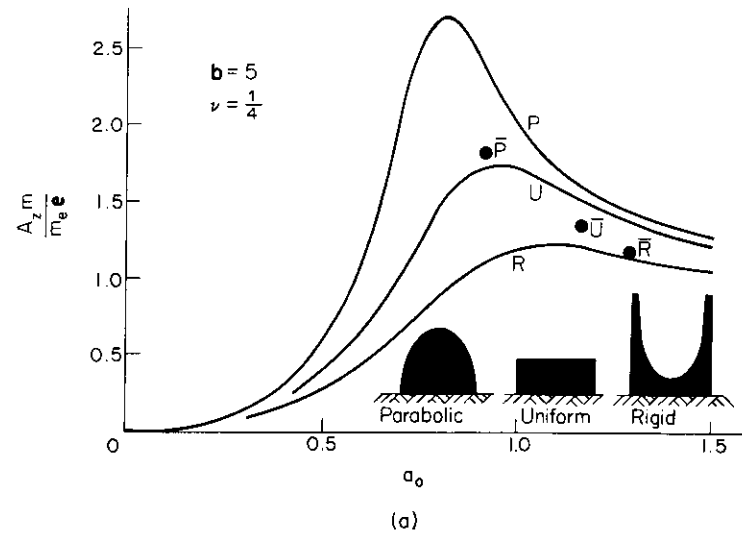 2.5
2.0
1.5
1.0
0.5
0
0.5
1.0
1.5
A_z m
m_e e
b = 5
ν = 1/4
P
P̄
U
Ū
R̄
R
Parabolic
Uniform
Rigid
a₀
(a)